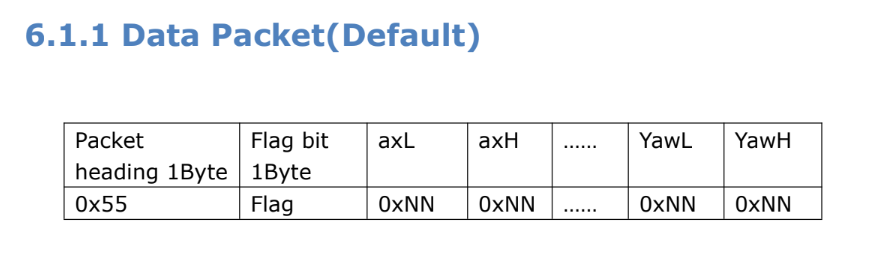 6.1.1 Data Packet(Default)
Packet heading 1Byte Flag bit 1Byte axL axH ...... YawL YawH
0x55 Flag 0xNN 0xNN ...... 0xNN 0xNN